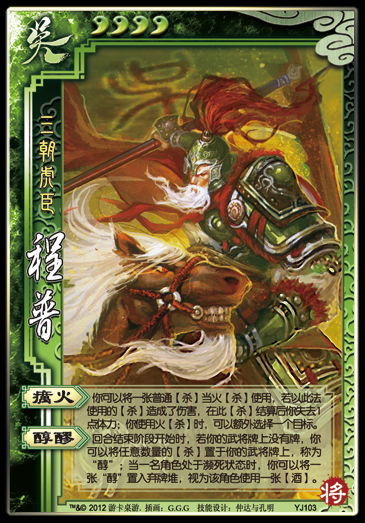 吴
三朝虎臣
程普
疠火
你可以将一张普通【杀】当火【杀】使用，若以此法
使用的【杀】造成了伤害，在此【杀】结算后你失去1
点体力；你使用火【杀】时，可以额外选择一个目标。
醇醪
回合结束阶段开始时，若你的武将牌上没有牌，你
可以将任意数量的【杀】置于你的武将牌上，称为
“醇”；当一名角色处于濒死状态时，你可以将一
张“醇”置入弃牌堆，视为该角色使用一张【酒】。
™&© 2012 游卡桌游. 插画：G.G.G 技能设计：仲达与孔明 YJ103
将